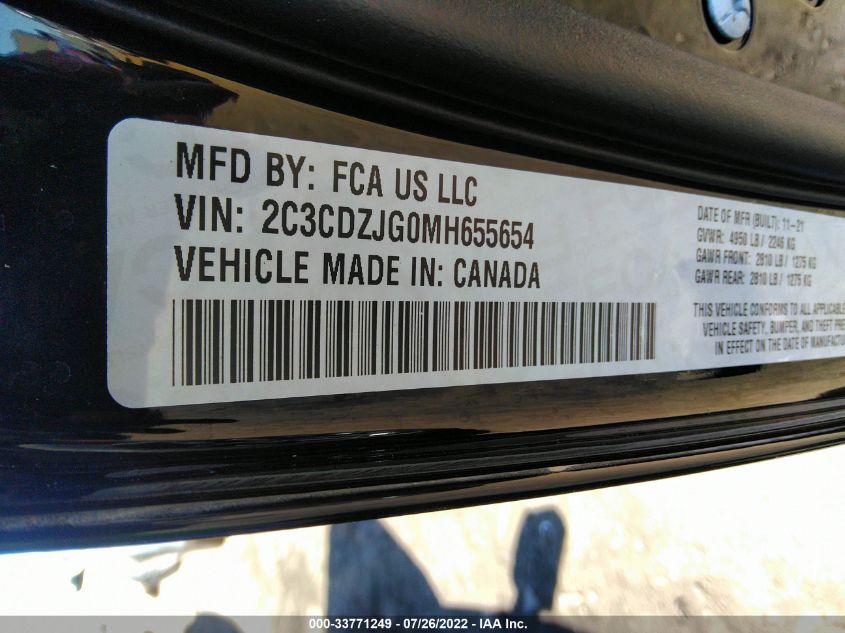 MFD BY: FCA US LLC
VIN: 2C3CDZJG0MH655654
VEHICLE MADE IN: CANADA
DATE OF MFR (BUILT): 11-21
GVWR: 4950 LB / 2246 KG
GAWR FRONT: 2810 LB / 1275 KG
GAWR REAR: 2810 LB / 1275 KG
THIS VEHICLE CONFORMS TO ALL APPLICABLE
VEHICLE SAFETY, BUMPER, AND THEFT
IN EFFECT ON THE DATE OF
000-33771249 - 07/26/2022 - IAA Inc.